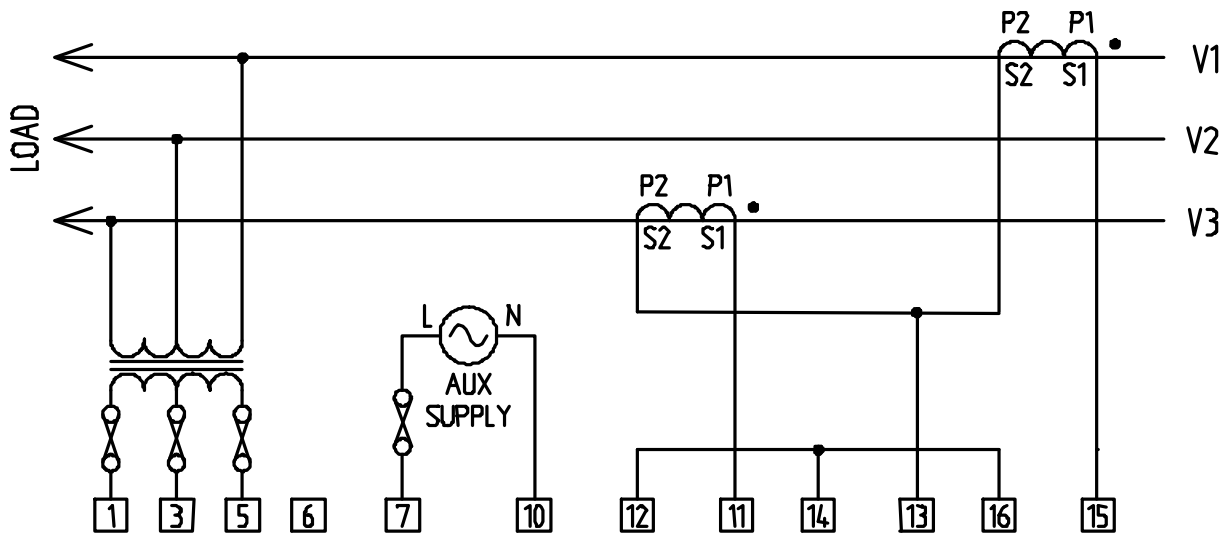 P2 P1
S2 S1
V1
LOAD
V2
P2 P1
S2 S1
V3
L N
AUX
SUPPLY
1 3 5 6 7 10 12 11 14 13 16 15